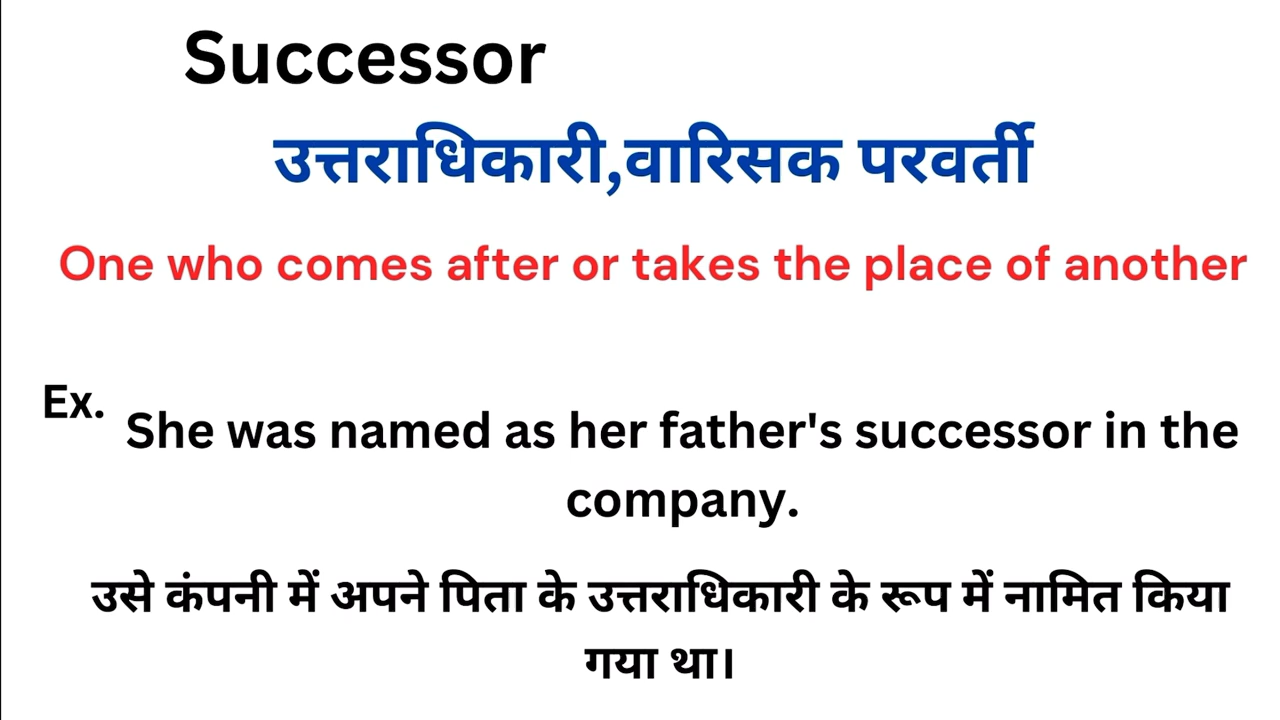 Successor
उत्तराधिकारी,वारिसक परवर्ती
One who comes after or takes the place of another
Ex.
She was named as her father's successor in the
company.
उसे कंपनी में अपने पिता के उत्तराधिकारी के रूप में नामित किया
गया था।